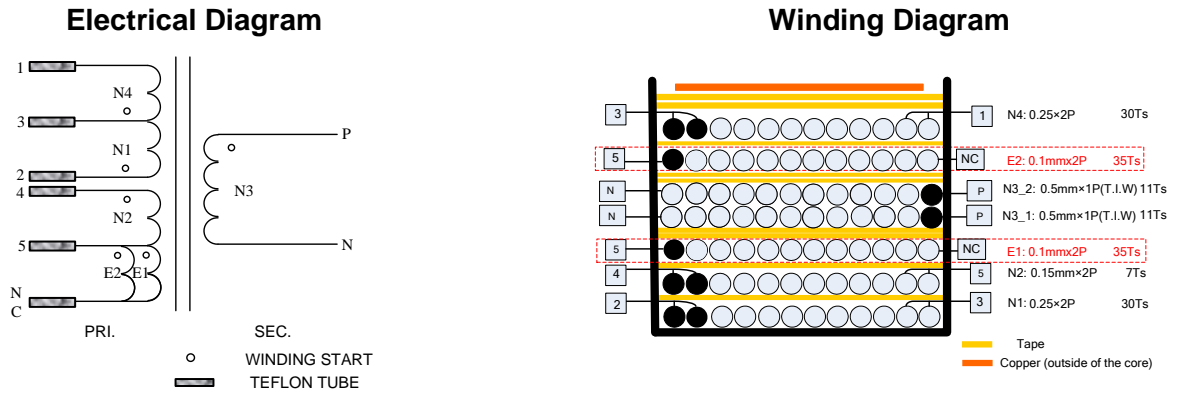 Electrical Diagram
1
N4
3
N1
2
4
N2
5
E2
E1
N
C
PRI.
SEC.
P
N3
N
WINDING START
TEFLON TUBE
Winding Diagram
3
1
N4: 0.25×2P 30Ts
5
NC
E2: 0.1mmx2P 35Ts
N
P
N3_2: 0.5mm×1P(T.I.W) 11Ts
N
P
N3_1: 0.5mm×1P(T.I.W) 11Ts
5
NC
E1: 0.1mmx2P 35Ts
4
5
N2: 0.15mm×2P 7Ts
2
3
N1: 0.25×2P 30Ts
Tape
Copper (outside of the core)